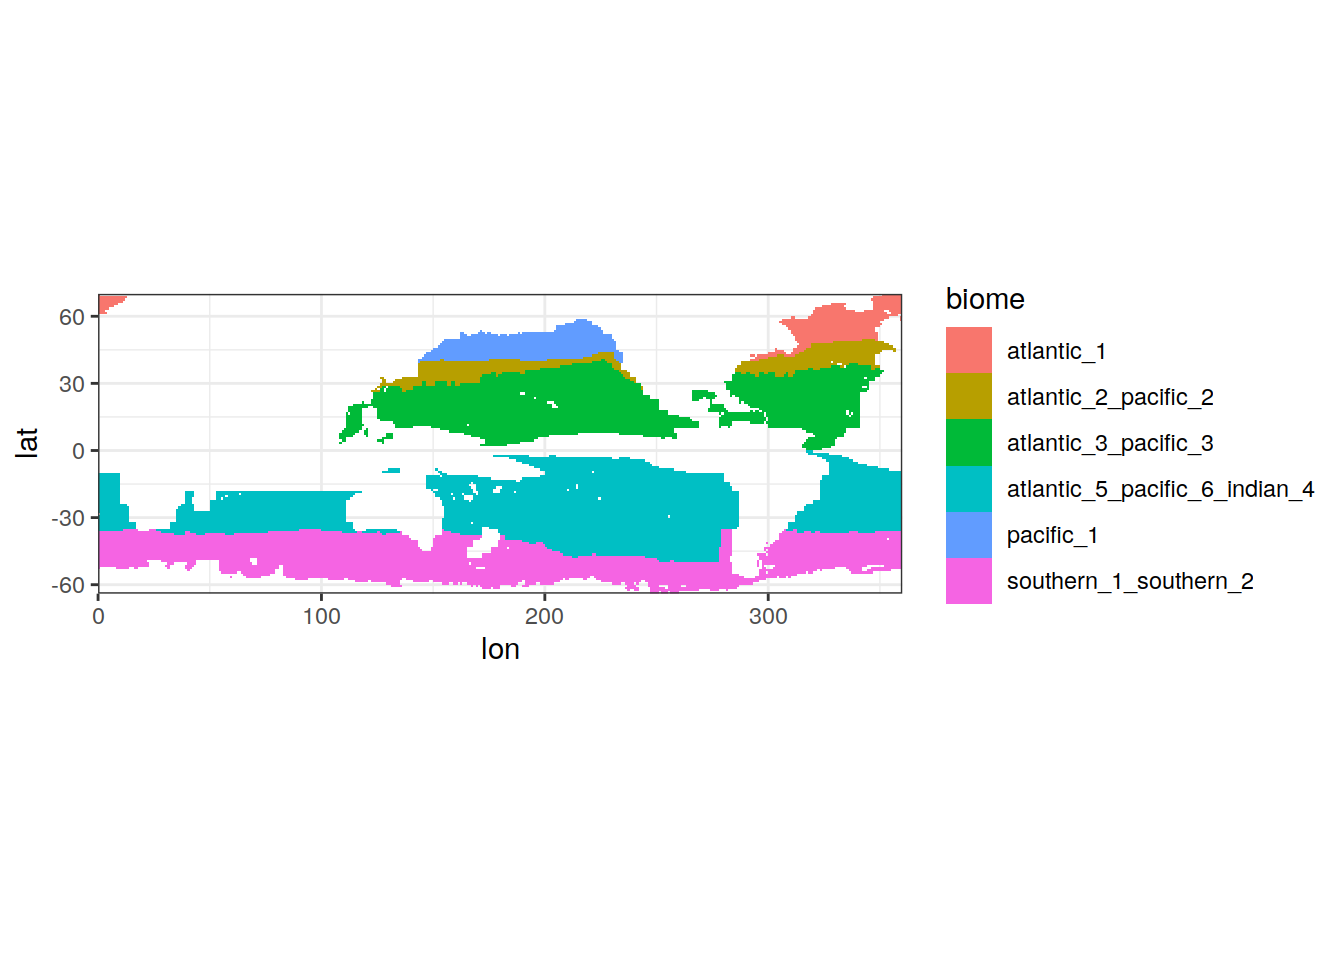 60
30
0
-30
-60
lat
0
100
200
300
lon
biome
atlantic_1
atlantic_2_pacific_2
atlantic_3_pacific_3
atlantic_5_pacific_6_indian_4
pacific_1
southern_1_southern_2